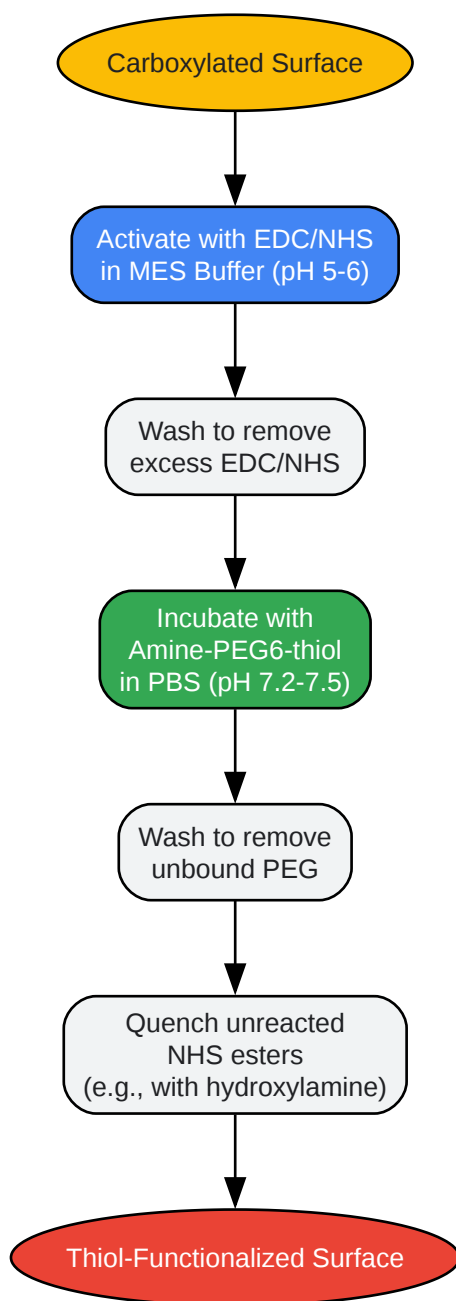 Carboxylated Surface
Activate with EDC/NHS
in MES Buffer (pH 5-6)
Wash to remove
excess EDC/NHS
Incubate with
Amine-PEG6-thiol
in PBS (pH 7.2-7.5)
Wash to remove
unbound PEG
Quench unreacted
NHS esters
(e.g., with hydroxylamine)
Thiol-Functionalized Surface